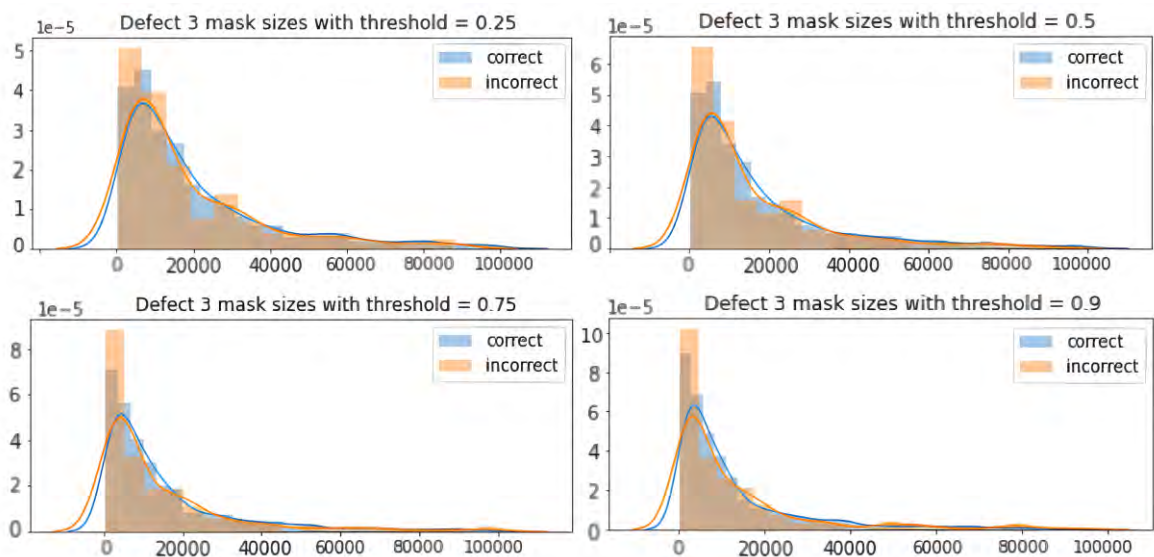 Defect 3 mask sizes with threshold = 0.25
1e−5
5
4
3
2
1
0
correct
incorrect
0 20000 40000 60000 80000 100000
Defect 3 mask sizes with threshold = 0.5
1e−5
6
5
4
3
2
1
0
correct
incorrect
0 20000 40000 60000 80000 100000
Defect 3 mask sizes with threshold = 0.75
1e−5
8
6
4
2
0
correct
incorrect
0 20000 40000 60000 80000 100000
Defect 3 mask sizes with threshold = 0.9
1e−5
10
8
6
4
2
0
correct
incorrect
0 20000 40000 60000 80000 100000